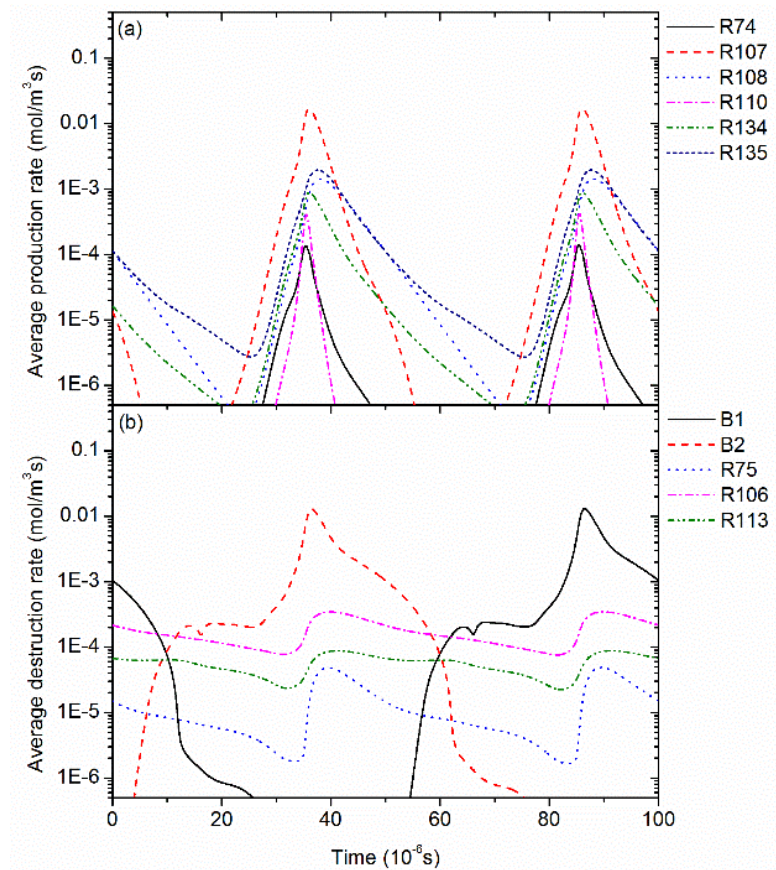 (a)
R74
R107
R108
R110
R134
R135
0.1
0.01
1E-3
1E-4
1E-5
1E-6
Average production rate (mol/m³s)
(b)
B1
B2
R75
R106
R113
0.1
0.01
1E-3
1E-4
1E-5
1E-6
Average destruction rate (mol/m³s)
0 20 40 60 80 100
Time (10⁻⁶s)